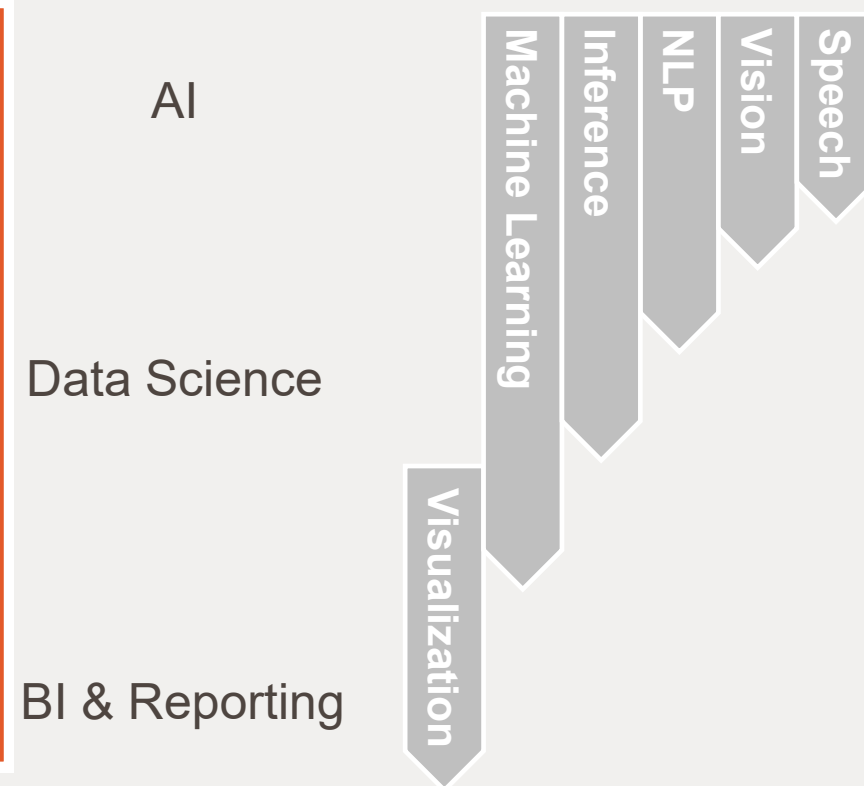 AI
Data Science
BI & Reporting
Visualization
Machine Learning
Inference
NLP
Vision
Speech